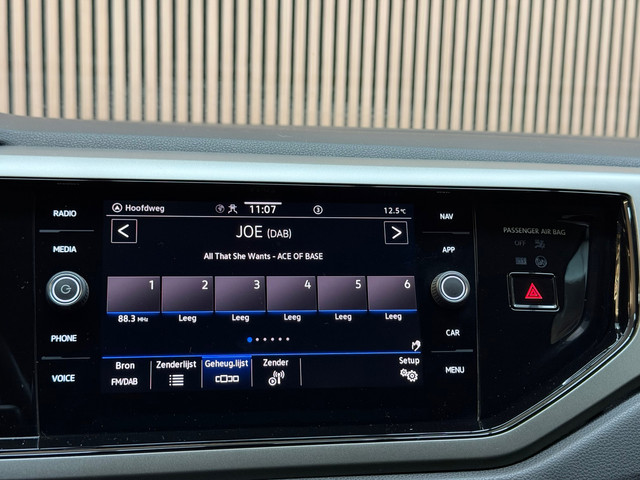 RADIO
MEDIA
PHONE
VOICE
Hoofdweg
11:07
3
12.5°C
JOE (DAB)
All That She Wants - ACE OF BASE
1 2 3 4 5 6
88.3 MHz Leeg Leeg Leeg Leeg Leeg
Bron Zenderlijst Geheug.lijst Zender Setup
FM/DAB
NAV
APP
CAR
MENU
PASSENGER AIR BAG
OFF